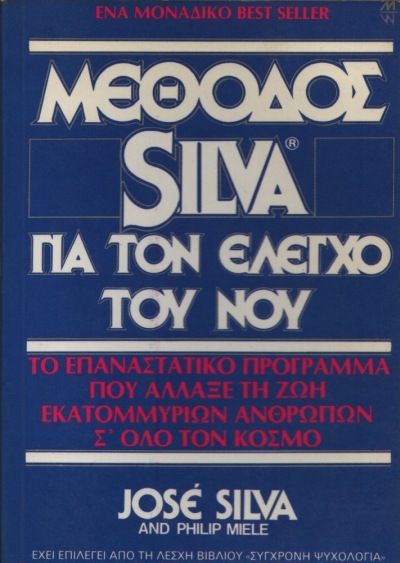 ΕΝΑ ΜΟΝΑΔΙΚΟ BEST SELLER
ΜΕΘΟΔΟΣ
SILVA®
ΓΙΑ ΤΟΝ ΕΛΕΓΧΟ
ΤΟΥ ΝΟΥ
ΤΟ ΕΠΑΝΑΣΤΑΤΙΚΟ ΠΡΟΓΡΑΜΜΑ
ΠΟΥ ΑΛΛΑΞΕ ΤΗ ΖΩΗ
ΕΚΑΤΟΜΜΥΡΙΩΝ ΑΝΘΡΩΠΩΝ
Σ' ΟΛΟ ΤΟΝ ΚΟΣΜΟ
JOSÉ SILVA
AND PHILIP MIELE
ΕΧΕΙ ΕΠΙΛΕΓΕΙ ΑΠΟ ΤΗ ΛΕΣΧΗ ΒΙΒΛΙΟΥ «ΣΥΓΧΡΟΝΗ ΨΥΧΟΛΟΓΙΑ»